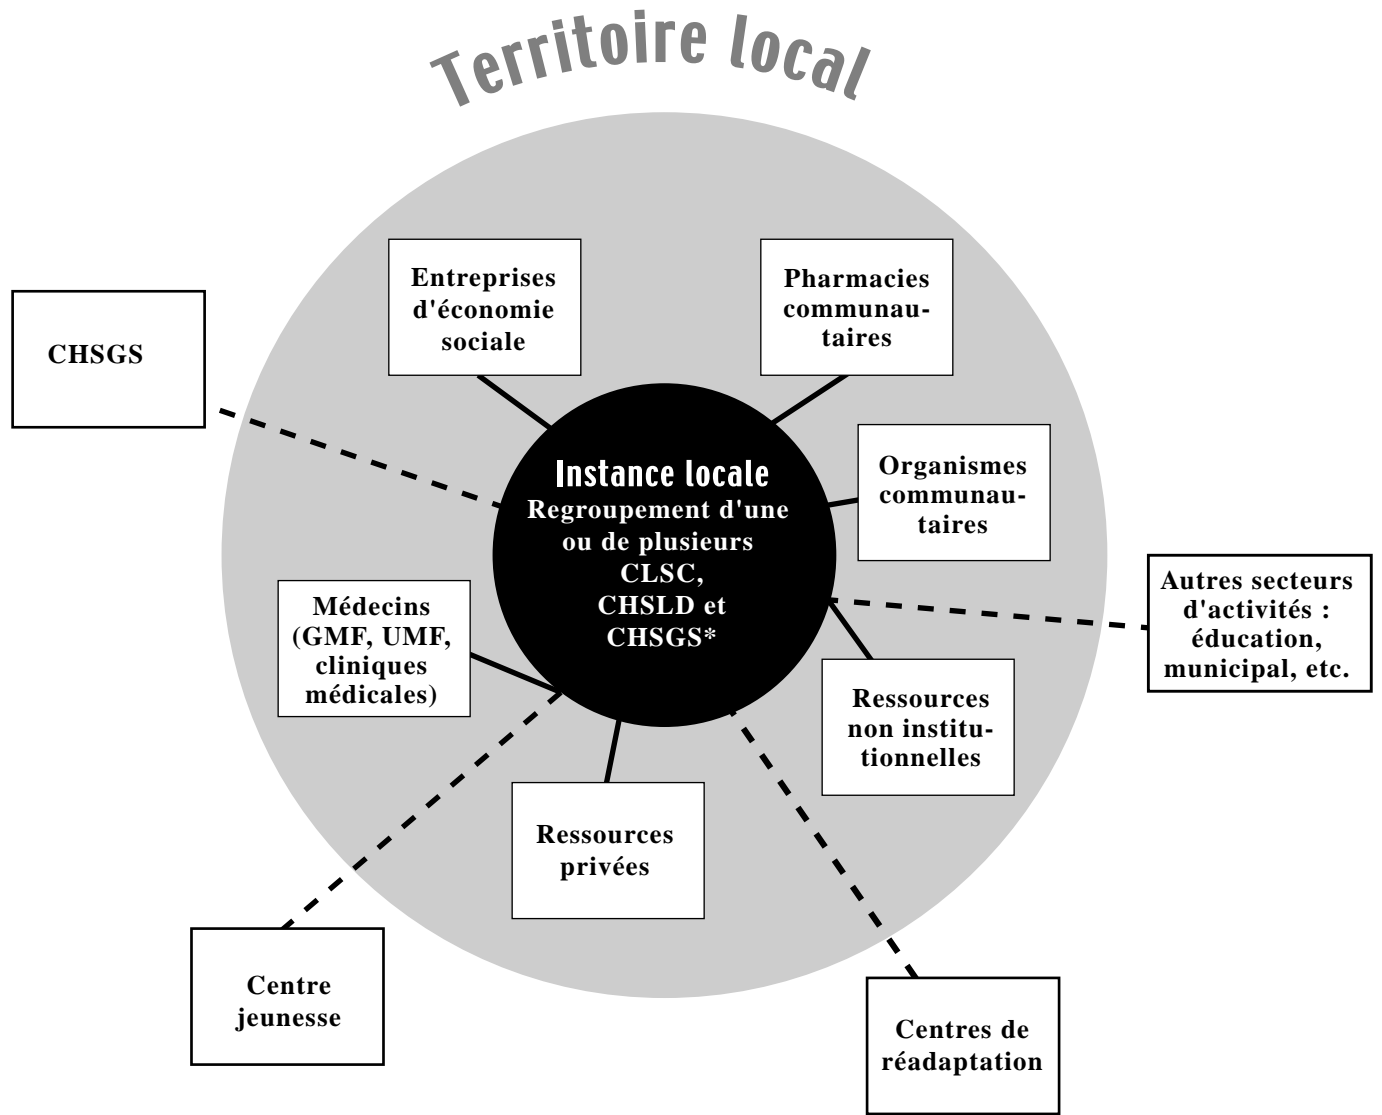 Territoire local
Entreprises
d'économie
sociale
Pharmacies
communau-
taires
CHSGS
Organismes
communau-
taires
Instance locale
Regroupement d'une
ou de plusieurs
CLSC,
CHSLD et
CHSGS*
Autres secteurs
d'activités :
éducation,
municipal, etc.
Médecins
(GMF, UMF,
cliniques
médicales)
Ressources
non institu-
tionnelles
Ressources
privées
Centre
jeunesse
Centres de
réadaptation